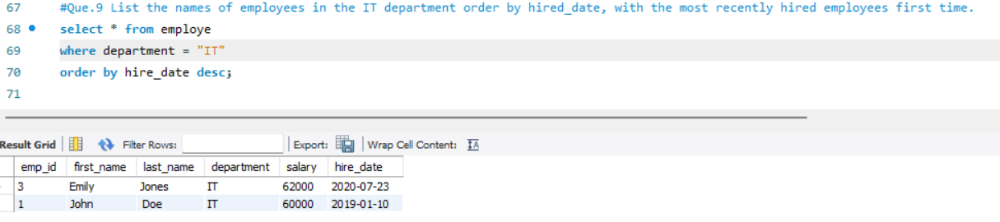 67 #Que.9 List the names of employees in the IT department order by hired_date, with the most recently hired employees first time.
68 select * from employe
69 where department = "IT"
70 order by hire_date desc;
71
Result Grid Filter Rows: Export: Wrap Cell Content:
emp_id first_name last_name department salary hire_date
3 Emily Jones IT 62000 2020-07-23
1 John Doe IT 60000 2019-01-10